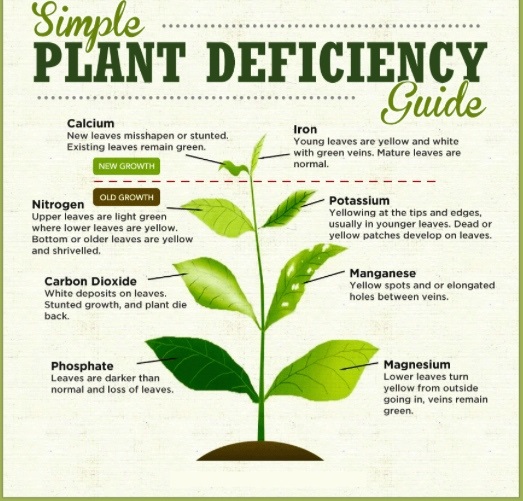 Simple
PLANT DEFICIENCY
Guide
Calcium
New leaves misshapen or stunted.
Existing leaves remain green.
NEW GROWTH
Iron
Young leaves are yellow and white
with green veins. Mature leaves are
normal.
OLD GROWTH
Nitrogen
Upper leaves are light green
where lower leaves are yellow.
Bottom or older leaves are yellow
and shrivelled.
Potassium
Yellowing at the tips and edges,
usually in younger leaves. Dead or
yellow patches develop on leaves.
Carbon Dioxide
White deposits on leaves.
Stunted growth, and plant die
back.
Manganese
Yellow spots and or elongated
holes between veins.
Phosphate
Leaves are darker than
normal and loss of leaves.
Magnesium
Lower leaves turn
yellow from outside
going in, veins remain
green.